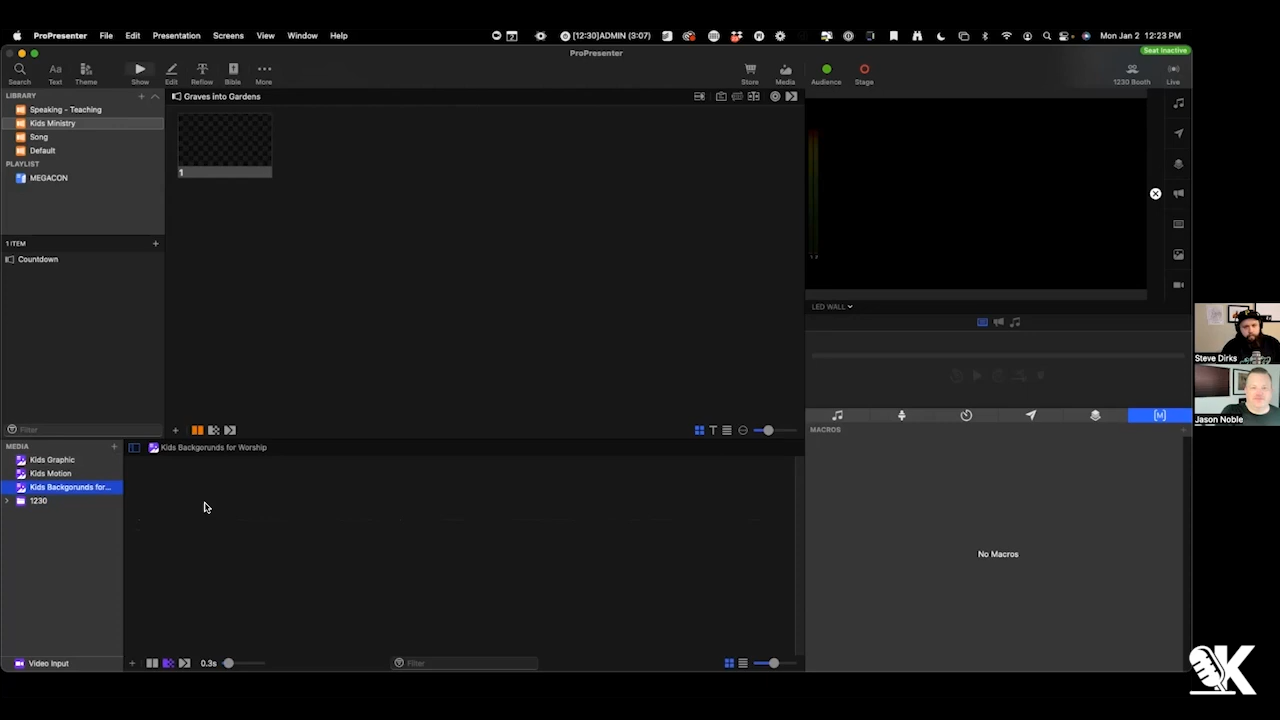 ProPresenter File Edit Presentation Screens View Window Help
[12:30]ADMIN (3:07)
Mon Jan 2 12:23 PM
ProPresenter
Seat Inactive
Search Text Theme Show Edit Reflow Bible More Store Media Audience Stage 1230 Booth Live
LIBRARY
Speaking - Teaching
Kids Ministry
Song
Default
PLAYLIST
MEGACON
1 ITEM
Countdown
Filter
Graves into Gardens
1
LED WALL
MACROS
No Macros
MEDIA
Kids Graphic
Kids Motion
Kids Backgorunds for...
1230
Video Input
Kids Backgorunds for Worship
0.3s
Filter
Steve Dirks
Jason Noble
K